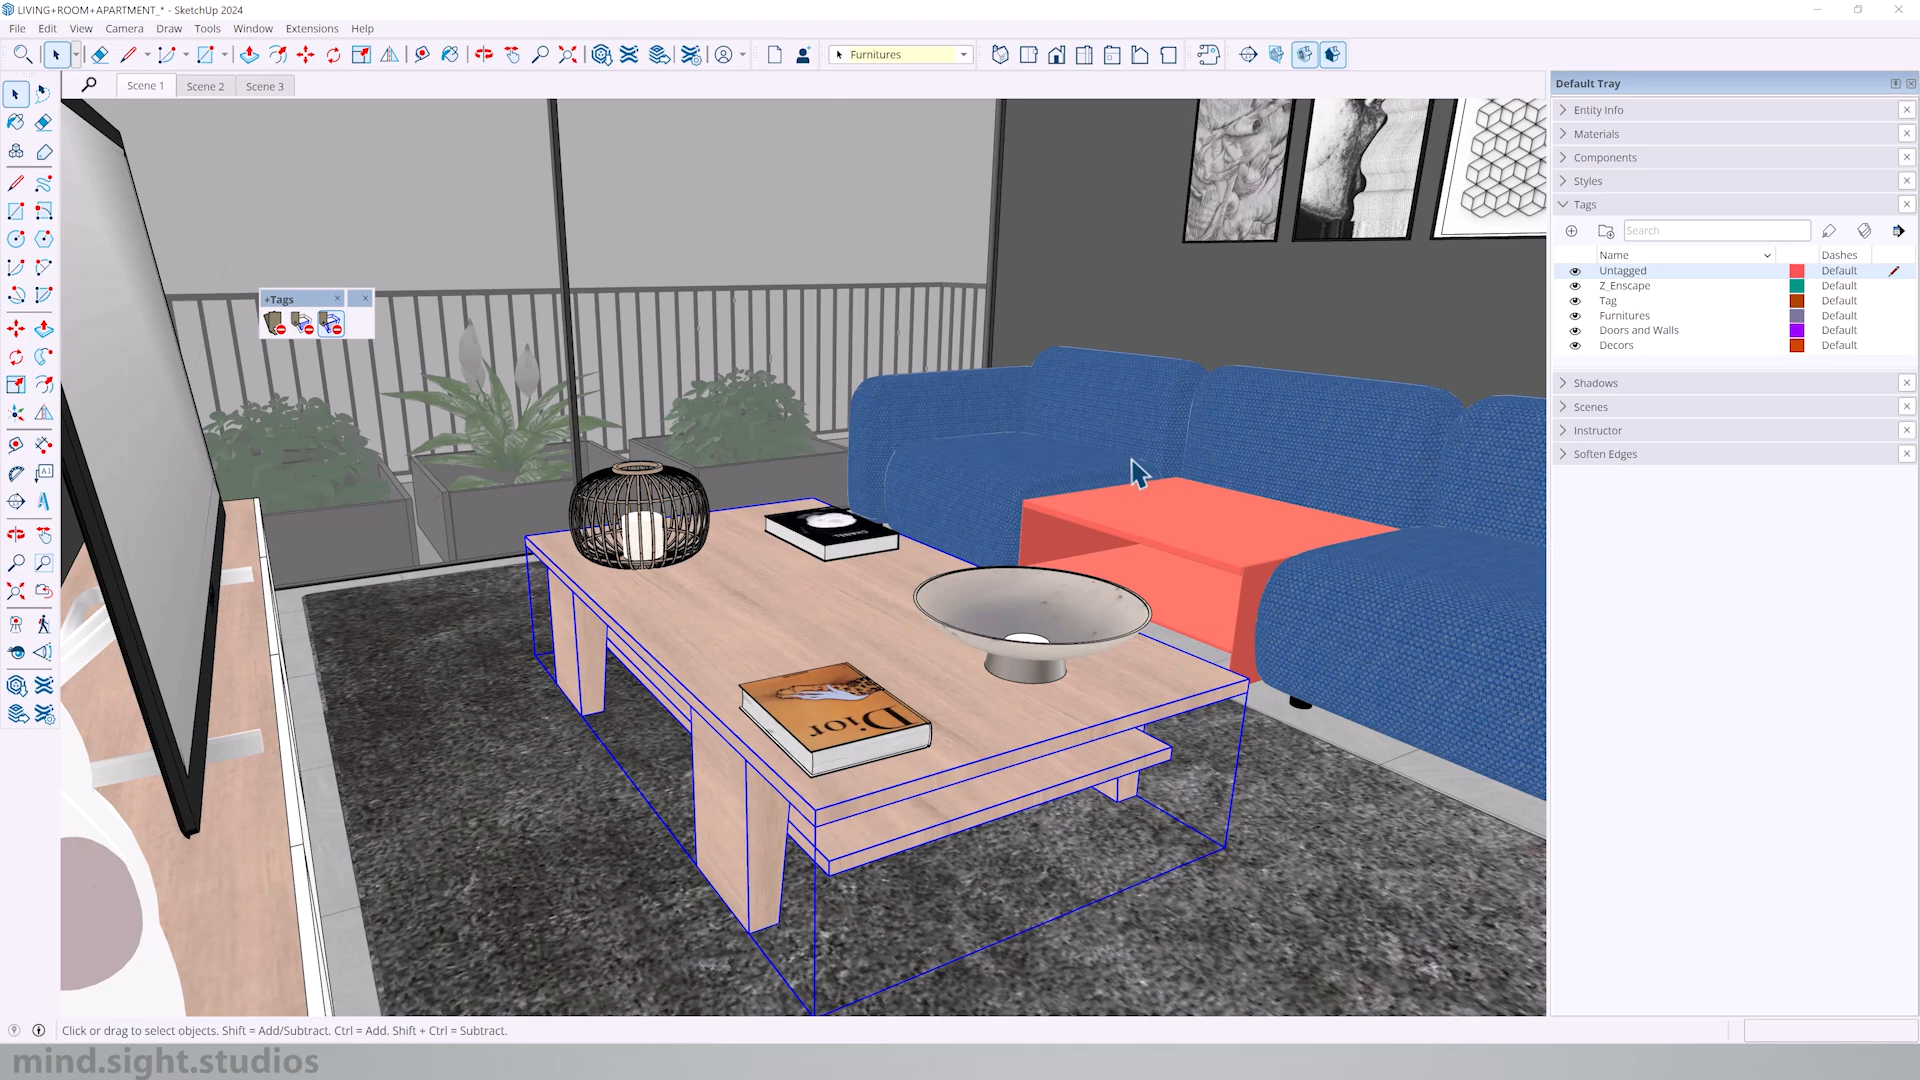 LIVING+ROOM+APARTMENT_* - SketchUp 2024
File Edit View Camera Draw Tools Window Extensions Help
Furnitures
Scene 1 Scene 2 Scene 3
Default Tray
Entity Info
Materials
Components
Styles
Tags
Search
Name Dashes
Untagged Default
Z_Enscape Default
Tag Default
Furnitures Default
Doors and Walls Default
Decors Default
Shadows
Scenes
Instructor
Soften Edges
+Tags
CHANEL
Dior
Click or drag to select objects. Shift = Add/Subtract. Ctrl = Add. Shift + Ctrl = Subtract.
mind.sight.studios